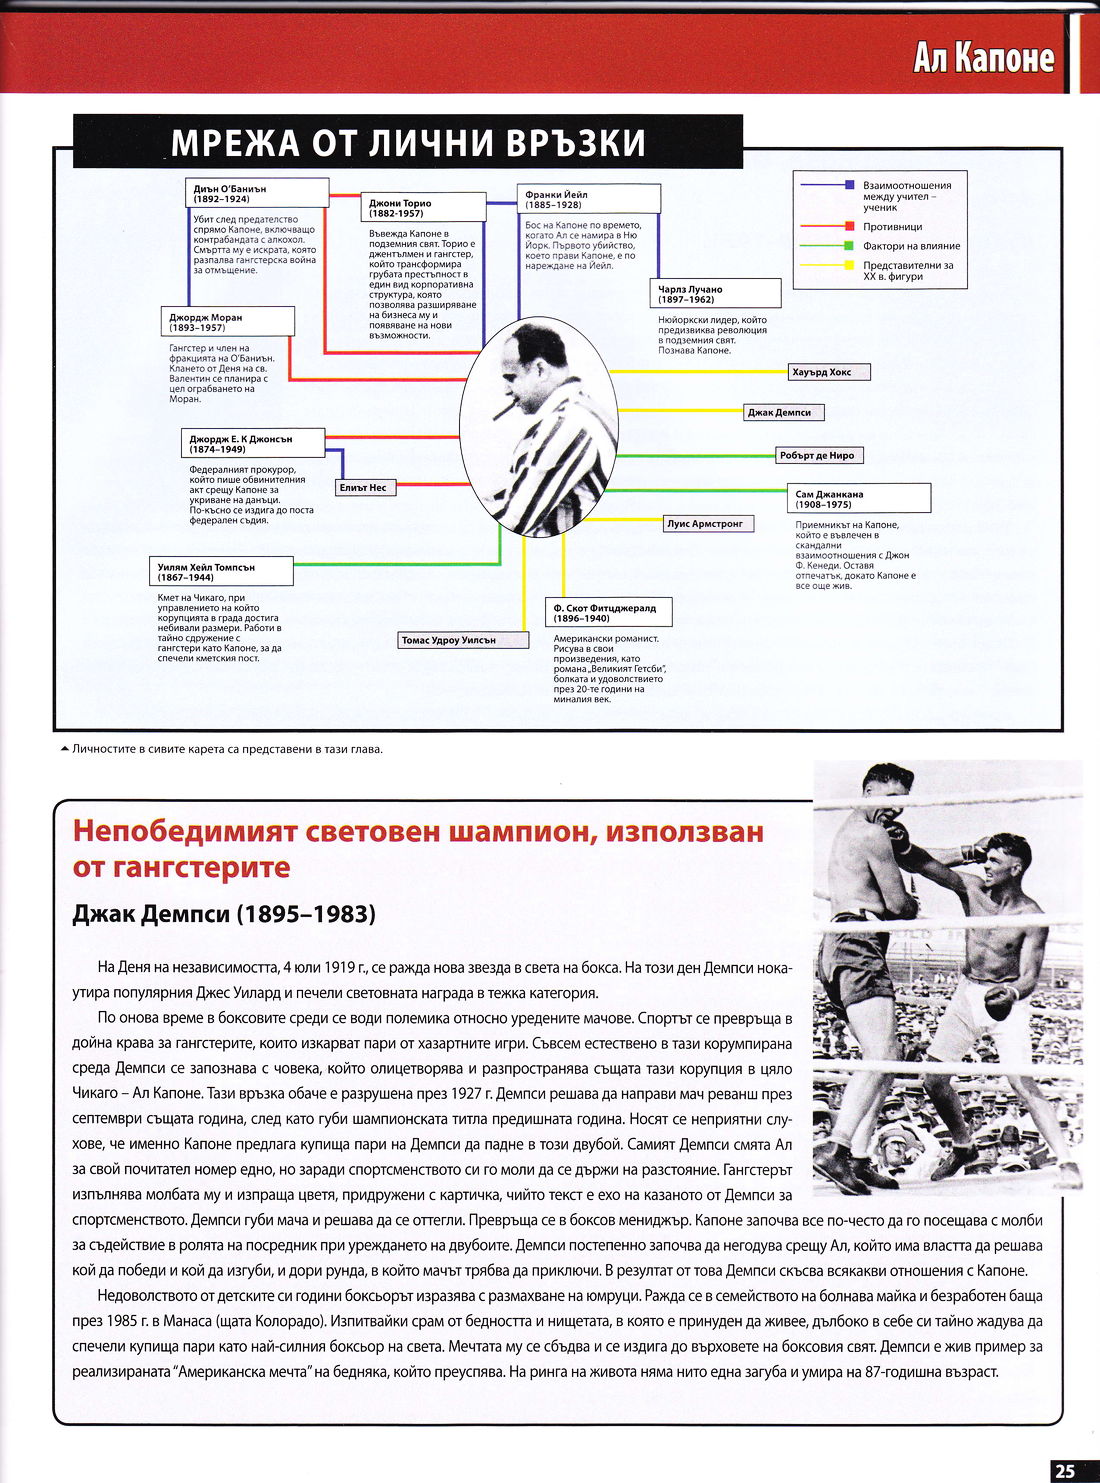 Ал Капоне
МРЕЖА ОТ ЛИЧНИ ВРЪЗКИ
Диън О'Баниън
(1892–1924)
Убит след предателство
спрямо Капоне, включващо
контрабандата с алкохол.
Смъртта му е искрата, която
разпалва гангстерска война
за отмъщение.
Джони Торио
(1882-1957)
Въвежда Капоне в
подземния свят. Торио е
джентълмен и гангстер,
който трансформира
грубата престъпност в
един вид корпоративна
структура, която
позволява разширяване
на бизнеса му и
появяване на нови
възможности.
Франки Йейл
(1885–1928)
Бос на Капоне по времето,
когато Ал се намира в Ню
Йорк. Първото убийство,
което прави Капоне, е по
нареждане на Йейл.
Взаимоотношения
между учител –
ученик
Противници
Фактори на влияние
Представителни за
XX в. фигури
Чарлз Лучано
(1897–1962)
Нюйоркски лидер, който
предизвиква революция
в подземния свят.
Познава Капоне.
Джордж Моран
(1893–1957)
Гангстер и член на
фракцията на О'Баниън.
Клането от Деня на св.
Валентин се планира с
цел ограбването на
Моран.
Хауърд Хокс
Джак Демпси
Джордж Е. К Джонсън
(1874–1949)
Федералният прокурор,
който пише обвинителния
акт срещу Капоне за
укриване на данъци.
По-късно се издига до поста
федерален съдия.
Елиът Нес
Робърт де Ниро
Сам Джанкана
(1908–1975)
Приемникът на Капоне,
който е въвлечен в
скандални
взаимоотношения с Джон
Ф. Кенеди. Оставя
отпечатък, докато Капоне е
все още жив.
Луис Армстронг
Уилям Хейл Томпсън
(1867–1944)
Кмет на Чикаго, при
управлението на който
корупцията в града достига
небивали размери. Работи в
тайно сдружение с
гангстери като Капоне, за да
спечели кметския пост.
Томас Удроу Уилсън
Ф. Скот Фитцджералд
(1896–1940)
Американски романист.
Рисува в свои
произведения, като
романа „Великият Гетсби",
болката и удоволствието
през 20-те години на
миналия век.
Личностите в сивите карета са представени в тази глава.
Непобедимият световен шампион, използван
от гангстерите
Джак Демпси (1895–1983)
На Деня на независимостта, 4 юли 1919 г., се ражда нова звезда в света на бокса. На този ден Демпси нока-
утира популярния Джес Уилард и печели световната награда в тежка категория.
По онова време в боксовите среди се води полемика относно уредените мачове. Спортът се превръща в
дойна крава за гангстерите, които изкарват пари от хазартните игри. Съвсем естествено в тази корумпирана
среда Демпси се запознава с човека, който олицетворява и разпространява същата тази корупция в цяло
Чикаго – Ал Капоне. Тази връзка обаче е разрушена през 1927 г. Демпси решава да направи мач реванш през
септември същата година, след като губи шампионската титла предишната година. Носят се неприятни слу-
хове, че именно Капоне предлага купища пари на Демпси да падне в този двубой. Самият Демпси смята Ал
за свой почитател номер едно, но заради спортсменството си го моли да се държи на разстояние. Гангстерът
изпълнява молбата му и изпраща цветя, придружени с картичка, чийто текст е ехо на казаното от Демпси за
спортсменството. Демпси губи мача и решава да се оттегли. Превръща се в боксов мениджър. Капоне започва все по-често да го посещава с молби
за съдействие в ролята на посредник при уреждането на двубоите. Демпси постепенно започва да негодува срещу Ал, който има властта да решава
кой да победи и кой да изгуби, и дори рунда, в който мачът трябва да приключи. В резултат от това Демпси скъсва всякакви отношения с Капоне.
Недоволството от детските си години боксьорът изразява с размахване на юмруци. Ражда се в семейството на болнава майка и безработен баща
през 1985 г. в Манаса (щата Колорадо). Изпитвайки срам от бедността и нищетата, в която е принуден да живее, дълбоко в себе си тайно жадува да
спечели купища пари като най-силния боксьор на света. Мечтата му се сбъдва и се издига до върховете на боксовия свят. Демпси е жив пример за
реализираната "Американска мечта" на бедняка, който преуспява. На ринга на живота няма нито една загуба и умира на 87-годишна възраст.
25